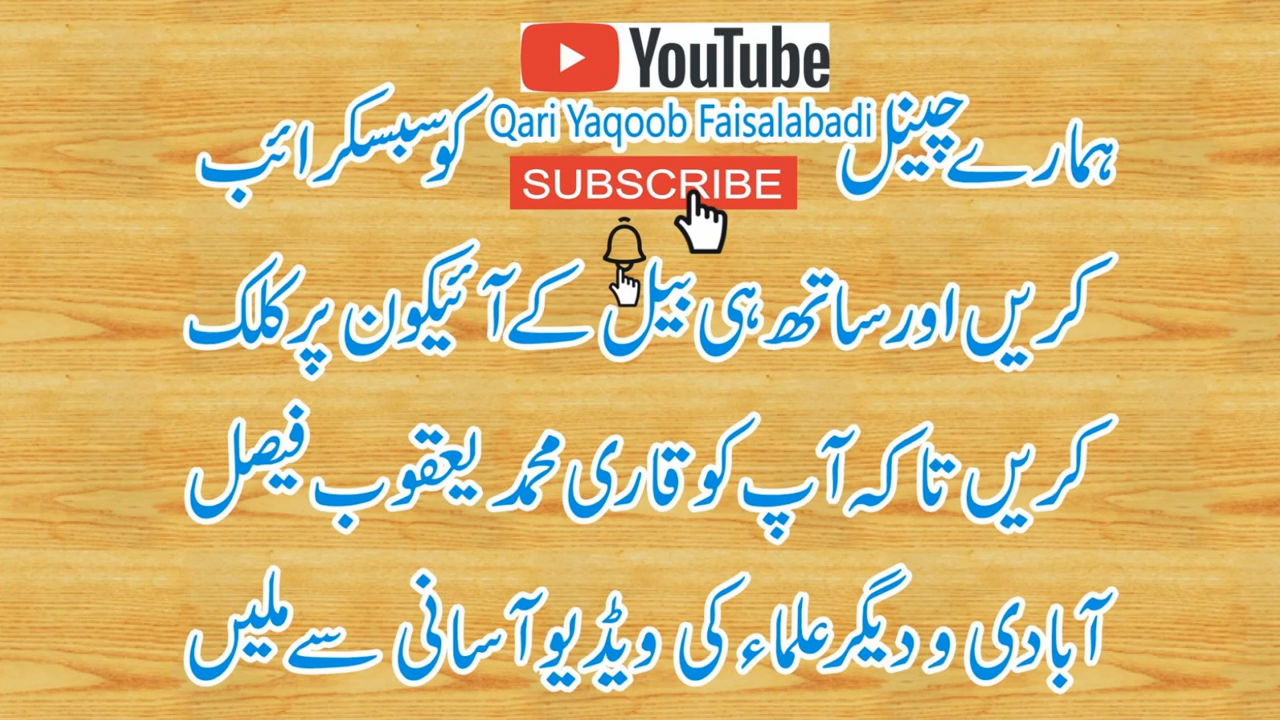 YouTube
ہمارے چینل Qari Yaqoob Faisalabadi کو سبسکرائب
SUBSCRIBE
کریں اور ساتھ ہی بیل کے آئیکون پر کلک
کریں تاکہ آپ کو قاری محمد یعقوب فیصل
آبادی و دیگر علماء کی ویڈیو آسانی سے ملیں